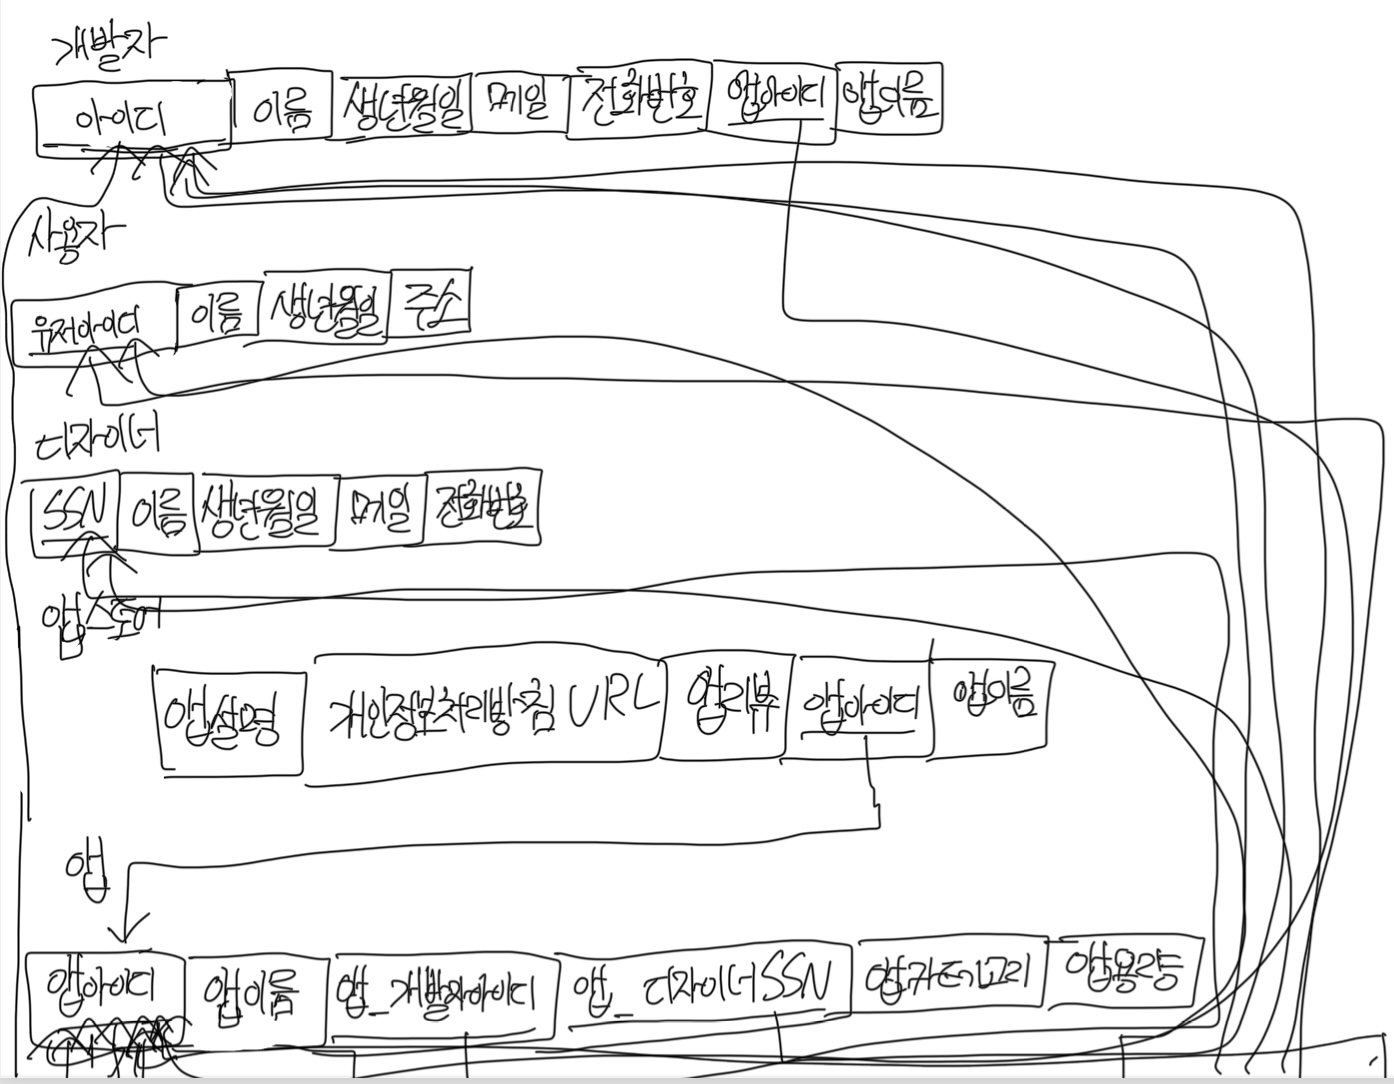 개발자
아이디 이름 생년월일 메일 전화번호 앱아이디 앱이름
사용자
유저아이디 이름 생년월일 주소
디자이너
SSN 이름 생년월일 메일 전화번호
앱스토어
앱설명 개인정보처리방침 URL 앱리뷰 앱아이디 앱이름
앱
앱아이디 앱이름 앱_개발자아이디 앱_디자이너SSN 앱카테고리 앱용량